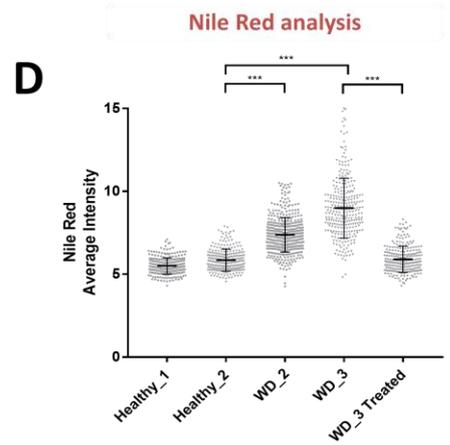 Nile Red analysis
D
***
***
***
15
10
5
0
Nile Red
Average Intensity
Healthy_1
Healthy_2
WD_2
WD_3
WD_3 Treated